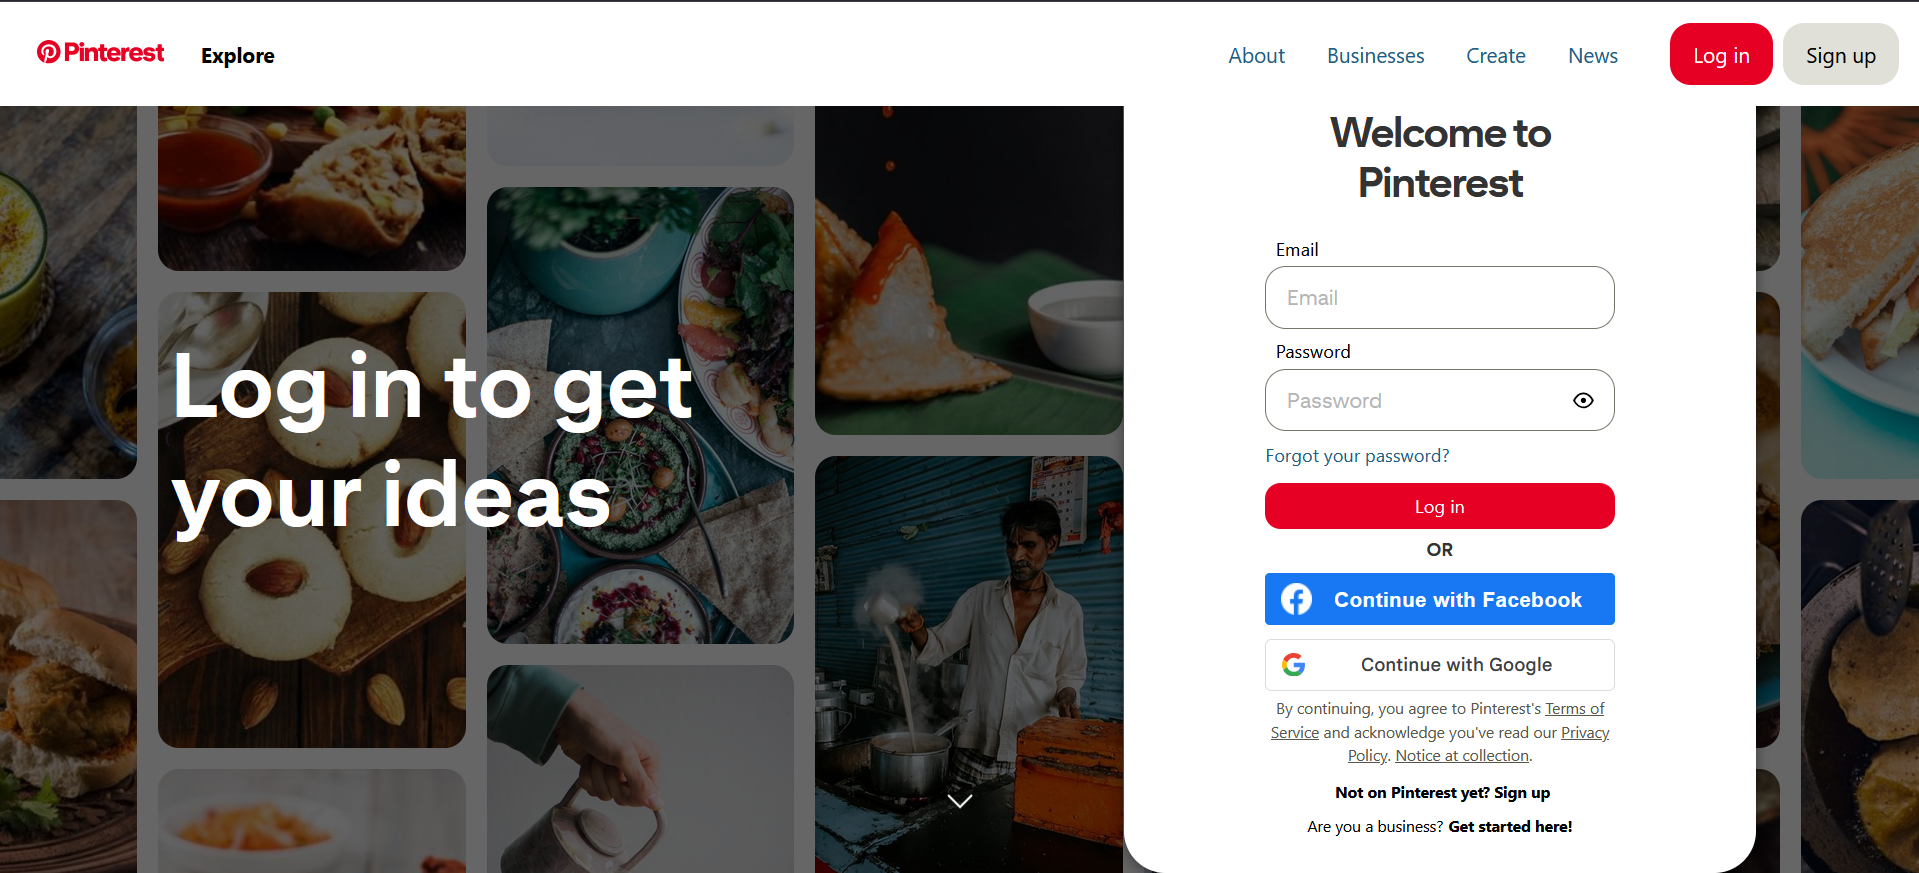 Pinterest
Explore
About
Businesses
Create
News
Log in
Sign up
Log in to get
your ideas
Welcome to
Pinterest
Email
Email
Password
Password
Forgot your password?
Log in
OR
Continue with Facebook
Continue with Google
By continuing, you agree to Pinterest's Terms of
Service and acknowledge you've read our Privacy
Policy. Notice at collection.
Not on Pinterest yet? Sign up
Are you a business? Get started here!